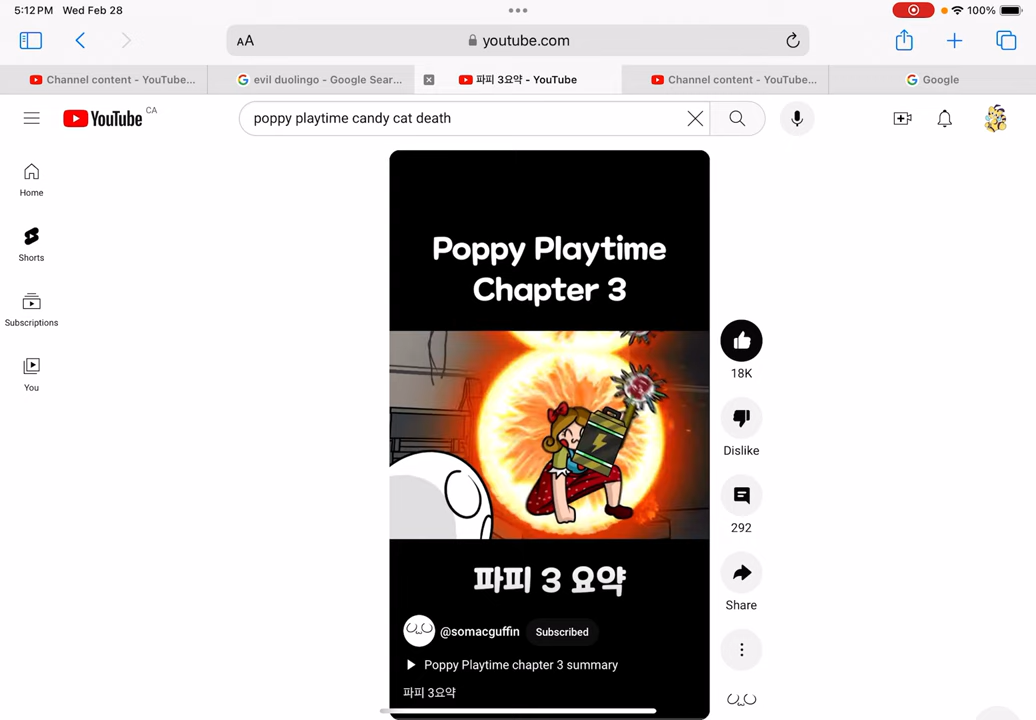 5:12 PM Wed Feb 28
100%
AA
youtube.com
Channel content - YouTube...
evil duolingo - Google Sear...
파피 3요약 - YouTube
Channel content - YouTube...
Google
YouTube
CA
poppy playtime candy cat death
Home
Shorts
Subscriptions
You
Poppy Playtime
Chapter 3
파피 3 요약
18K
Dislike
292
Share
@somacguffin
Subscribed
Poppy Playtime chapter 3 summary
파피 3요약